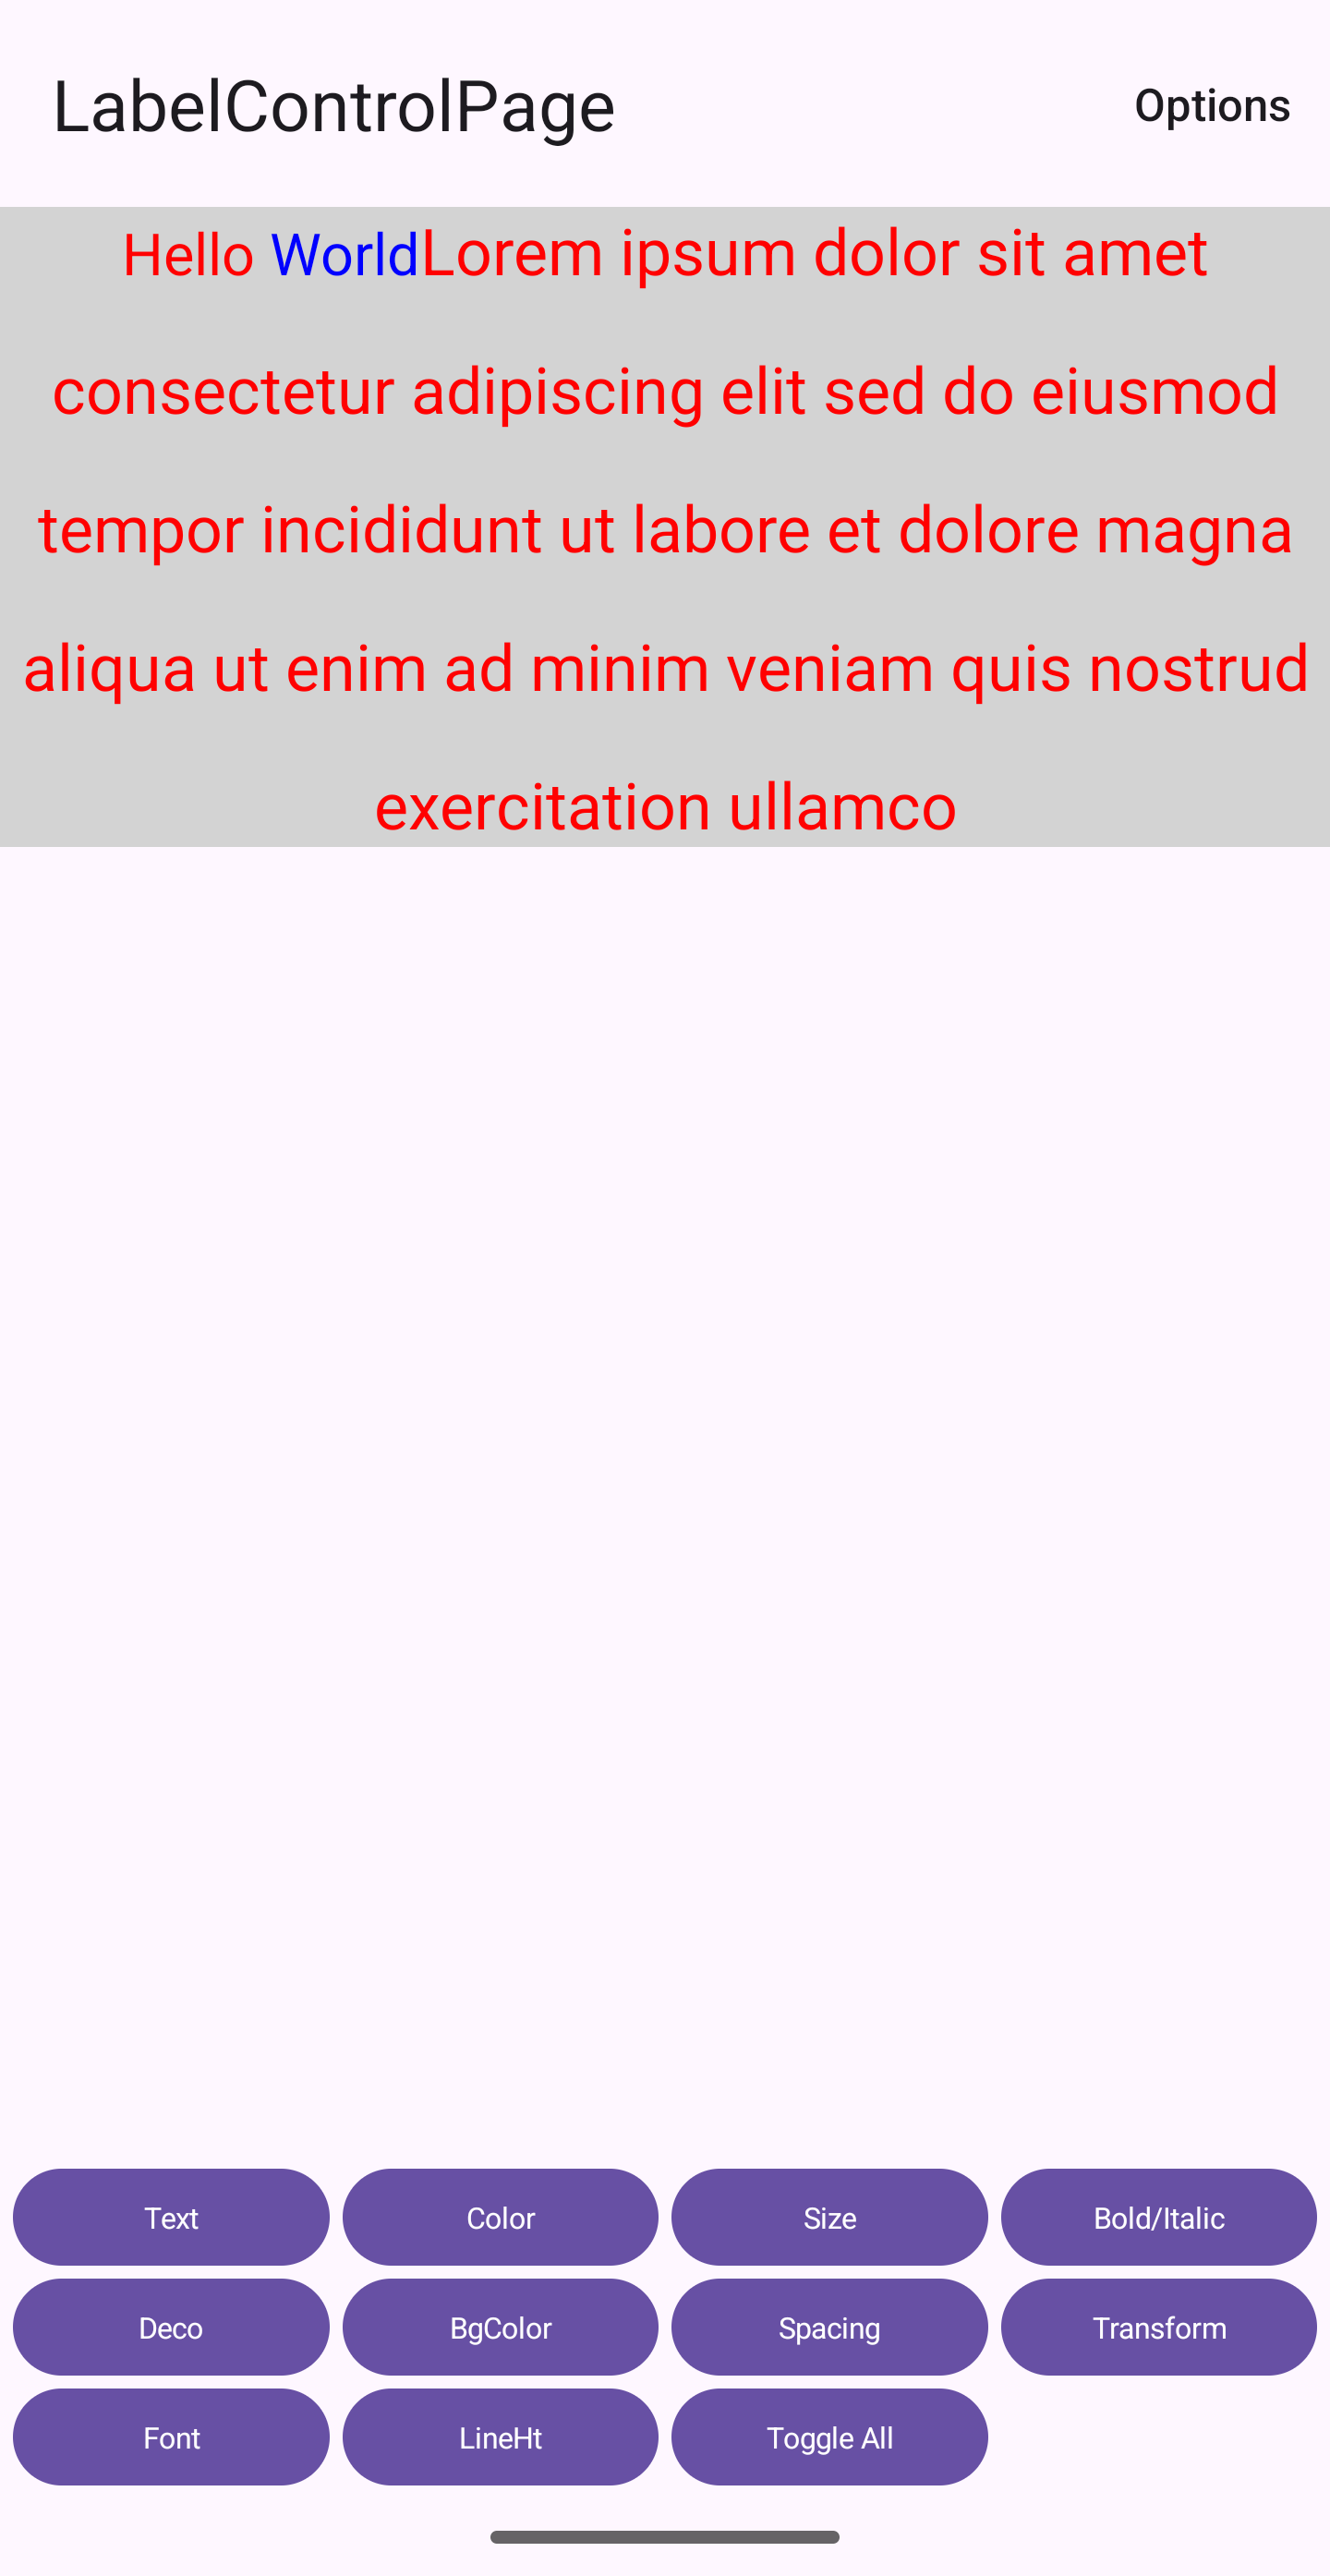 LabelControlPage
Options
Hello WorldLorem ipsum dolor sit amet
consectetur adipiscing elit sed do eiusmod
tempor incididunt ut labore et dolore magna
aliqua ut enim ad minim veniam quis nostrud
exercitation ullamco
Text
Color
Size
Bold/Italic
Deco
BgColor
Spacing
Transform
Font
LineHt
Toggle All